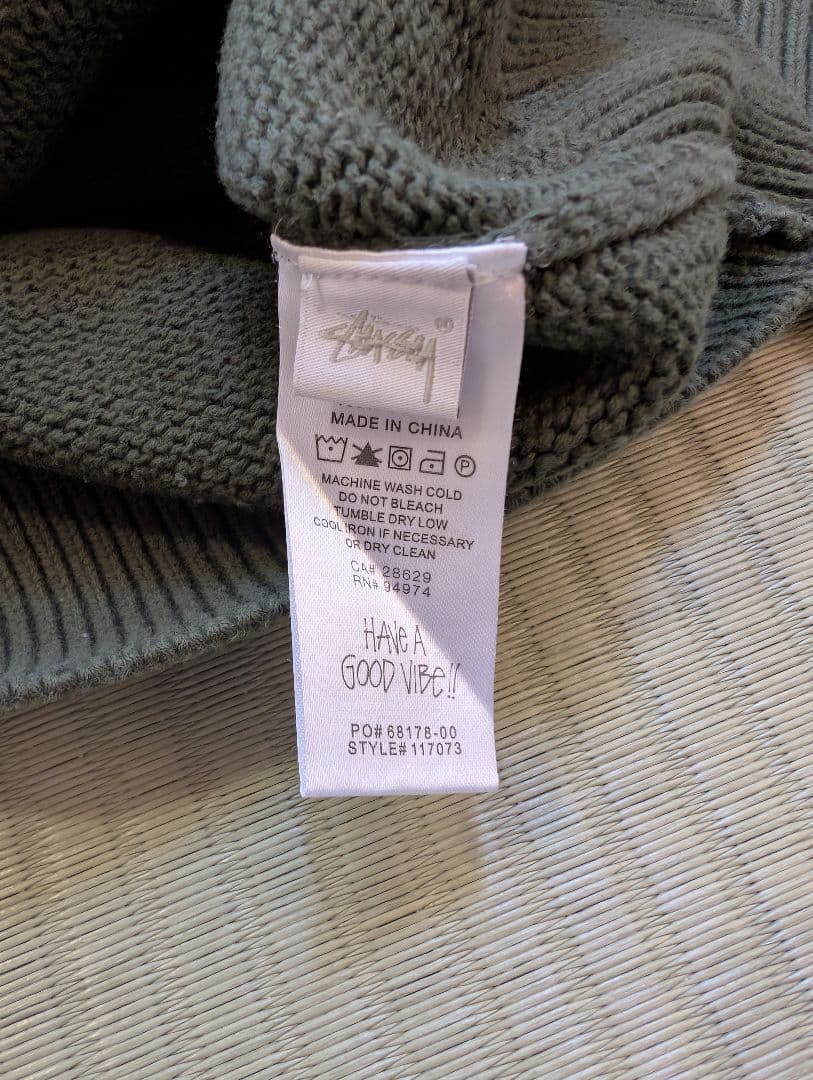 STÜSSY ®
MADE IN CHINA
P
MACHINE WASH COLD
DO NOT BLEACH
TUMBLE DRY LOW
COOL IRON IF NECESSARY
OR DRY CLEAN
CA# 28629
RN# 94974
HAVE A
GOOD VIBE!!
PO# 68178-00
STYLE# 117073